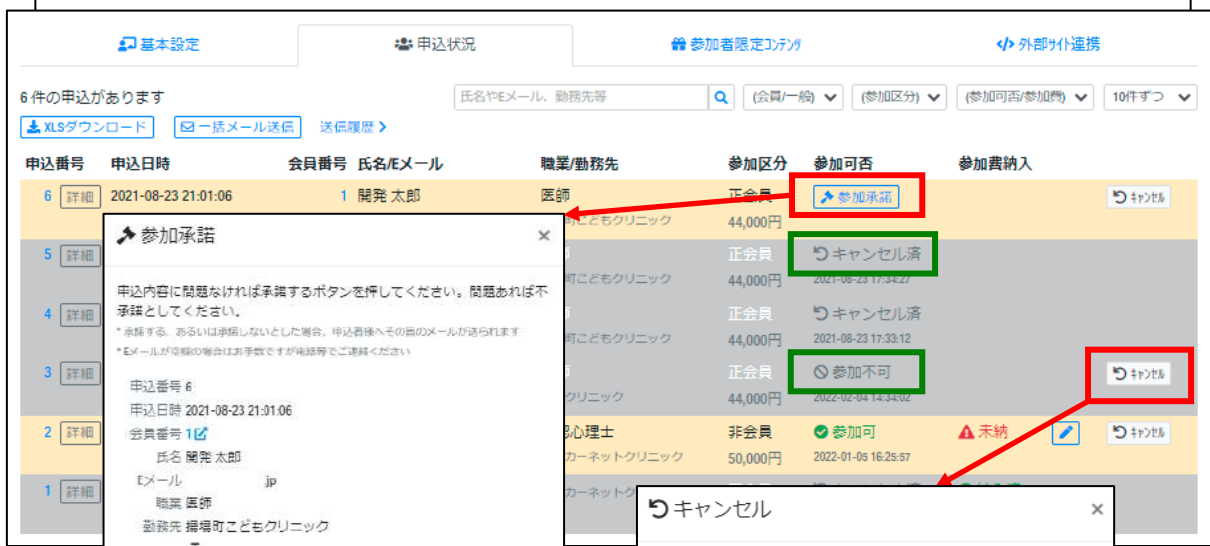 基本設定 申込状況 参加者限定コンテンツ 外部サイト連携
6件の申込があります 氏名やEメール、勤務先等 (会員/一般) (参加区分) (参加可否/参加費) 10件ずつ
XLSダウンロード 一括メール送信 送信履歴
申込番号 申込日時 会員番号 氏名/Eメール 職業/勤務先 参加区分 参加可否 参加費納入
6 詳細 2021-08-23 21:01:06 1 開発 太郎 医師 正会員 参加承諾 キャンセル
町こどもクリニック 44,000円
5 詳細 正会員 キャンセル済
町こどもクリニック 44,000円 2021-08-23 17:34:27
4 詳細 正会員 キャンセル済
町こどもクリニック 44,000円 2021-08-23 17:33:12
3 詳細 正会員 参加不可 キャンセル
クリニック 44,000円 2022-02-04 14:34:02
2 詳細 心理士 非会員 参加可 未納 キャンセル
カーネットクリニック 50,000円 2022-01-05 16:25:57
1 詳細
カーネットク
参加承諾 ×
申込内容に問題なければ承諾するボタンを押してください。問題あれば不
承諾としてください。
* 承諾する、あるいは承諾しないとした場合、申込者様へその旨のメールが送られます
* Eメールが空欄の場合はお手数ですが電話等でご連絡ください
申込番号 6
申込日時 2021-08-23 21:01:06
会員番号 1
氏名 開発 太郎
Eメール jp
職業 医師
勤務先 揚場町こどもクリニック
キャンセル ×